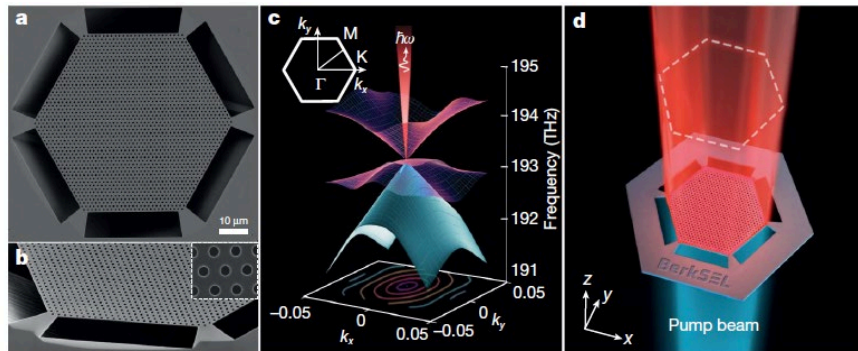 a
10 μm
b
c
k_y
M
K
Γ
k_x
ħω
195
194
193
192
191
Frequency (THz)
−0.05
0
0.05
k_x
−0.05
0
0.05
k_y
d
BerkSEL
z
y
x
Pump beam